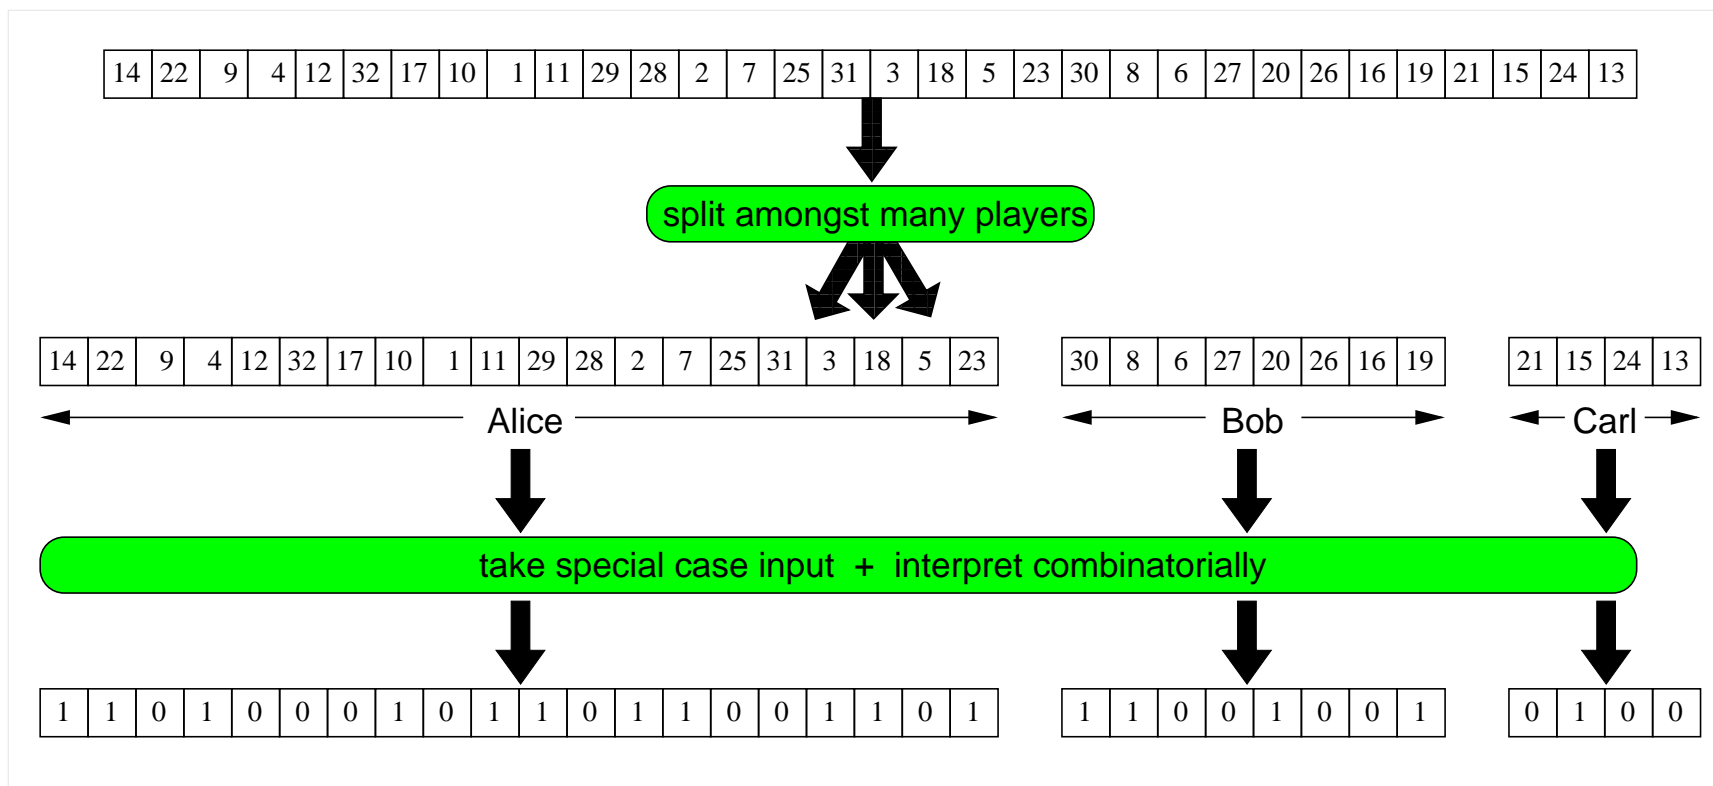 14 22 9 4 12 32 17 10 1 11 29 28 2 7 25 31 3 18 5 23 30 8 6 27 20 26 16 19 21 15 24 13
split amongst many players
14 22 9 4 12 32 17 10 1 11 29 28 2 7 25 31 3 18 5 23 30 8 6 27 20 26 16 19 21 15 24 13
Alice Bob Carl
take special case input + interpret combinatorially
1 1 0 1 0 0 0 1 0 1 1 0 1 1 0 0 1 1 0 1 1 1 0 0 1 0 0 1 0 1 0 0